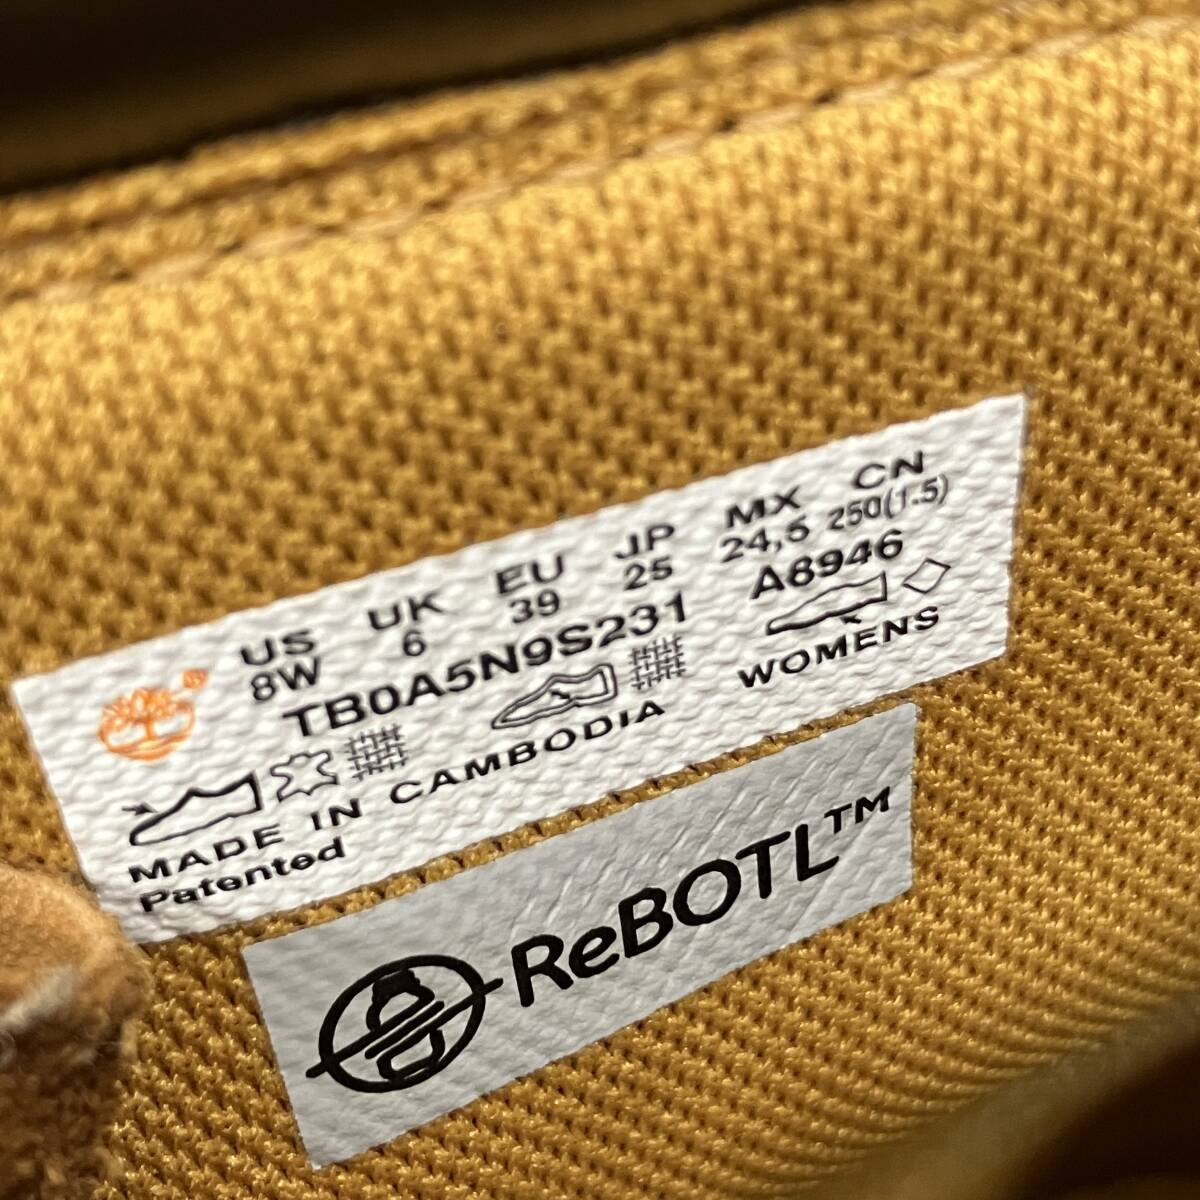 US UK EU JP MX CN
8W 6 39 25 24,5 250(1.5)
TB0A5N9S231 A8946
MADE IN CAMBODIA WOMENS
Patented
ReBOTL™